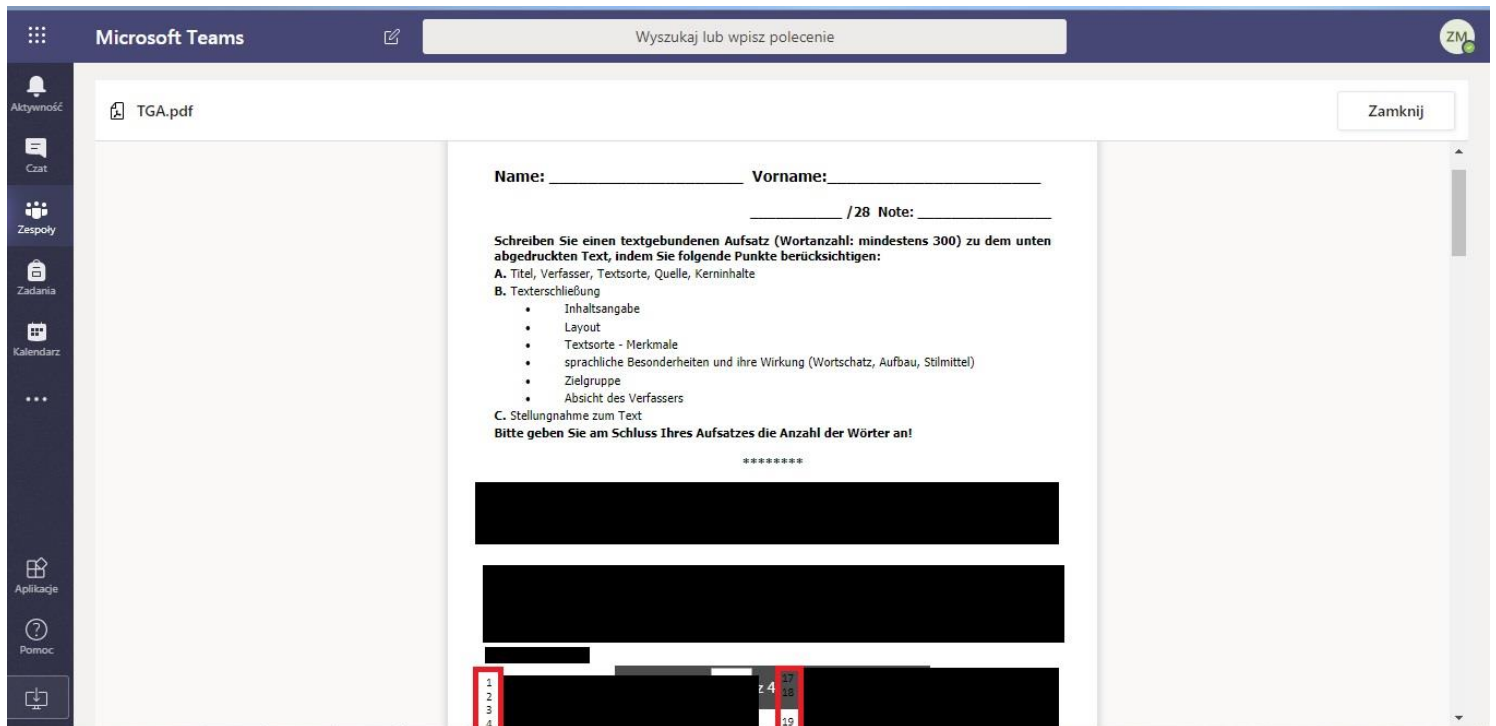 Microsoft Teams
Wyszukaj lub wpisz polecenie
ZM
Aktywność
Czat
Zespoły
Zadania
Kalendarz
Aplikacje
Pomoc
TGA.pdf
Zamknij
Name: ____________________ Vorname:______________________
___________ /28 Note: ________________
Schreiben Sie einen textgebundenen Aufsatz (Wortanzahl: mindestens 300) zu dem unten
abgedruckten Text, indem Sie folgende Punkte berücksichtigen:
A. Titel, Verfasser, Textsorte, Quelle, Kerninhalte
B. Texterschließung
• Inhaltsangabe
• Layout
• Textsorte - Merkmale
• sprachliche Besonderheiten und ihre Wirkung (Wortschatz, Aufbau, Stilmittel)
• Zielgruppe
• Absicht des Verfassers
C. Stellungnahme zum Text
Bitte geben Sie am Schluss Ihres Aufsatzes die Anzahl der Wörter an!
********
1
2
3
4
z 4
17
18
19